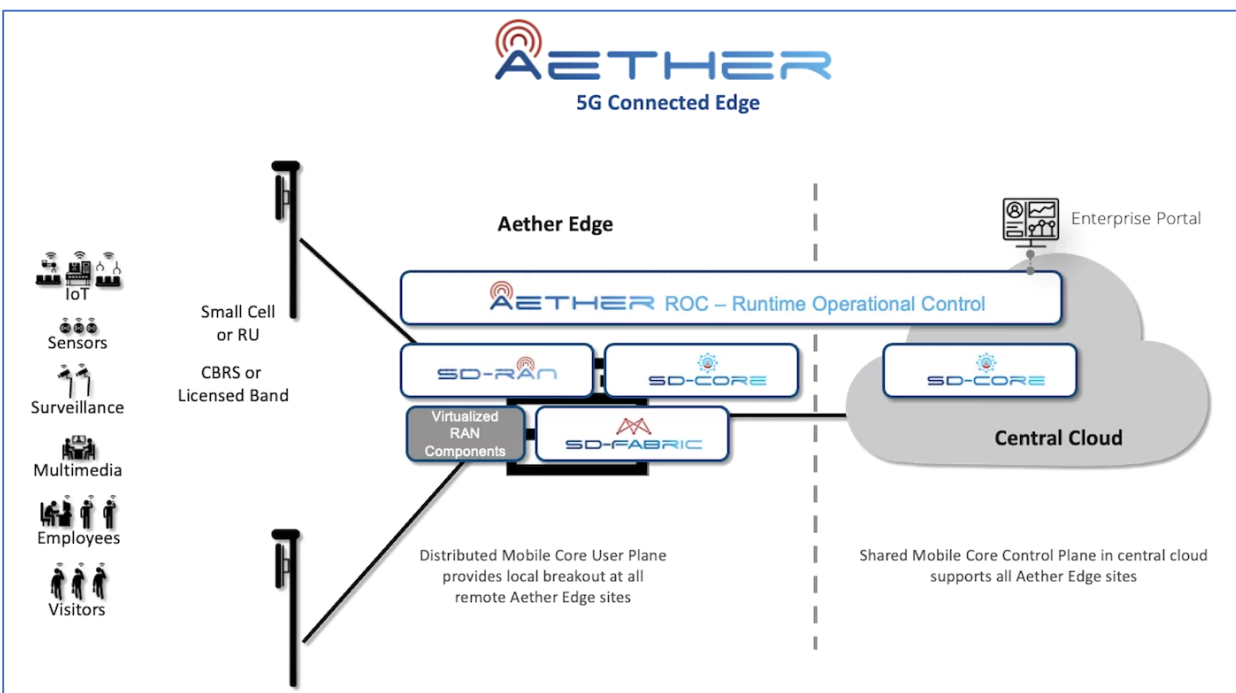 AETHER
5G Connected Edge
Aether Edge
Enterprise Portal
AETHER ROC – Runtime Operational Control
IoT
Sensors
Surveillance
Multimedia
Employees
Visitors
Small Cell
or RU
CBRS or
Licensed Band
SD-RAN
SD-CORE
SD-CORE
Virtualized
RAN
Components
SD-FABRIC
Central Cloud
Distributed Mobile Core User Plane
provides local breakout at all
remote Aether Edge sites
Shared Mobile Core Control Plane in central cloud
supports all Aether Edge sites